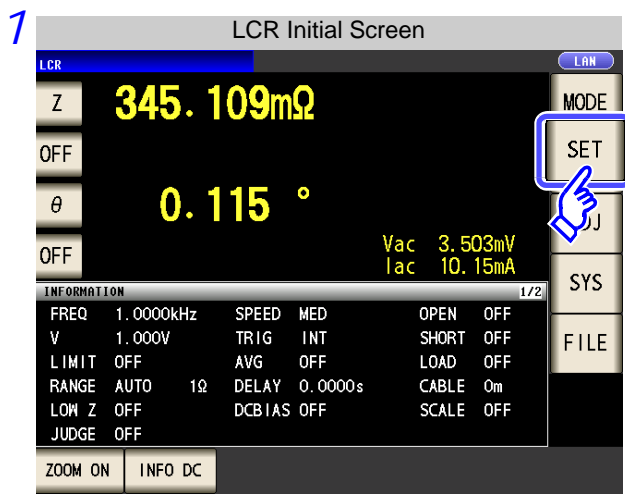 1
LCR Initial Screen
LCR
LAN
Z 345.109mΩ
MODE
OFF
SET
θ 0.115 °
OFF
Vac 3.503mV
Iac 10.15mA
SYS
INFORMATION 1/2
FREQ 1.0000kHz SPEED MED OPEN OFF
V 1.000V TRIG INT SHORT OFF
FILE
LIMIT OFF AVG OFF LOAD OFF
RANGE AUTO 1Ω DELAY 0.0000s CABLE 0m
LOW Z OFF DCBIAS OFF SCALE OFF
JUDGE OFF
ZOOM ON INFO DC